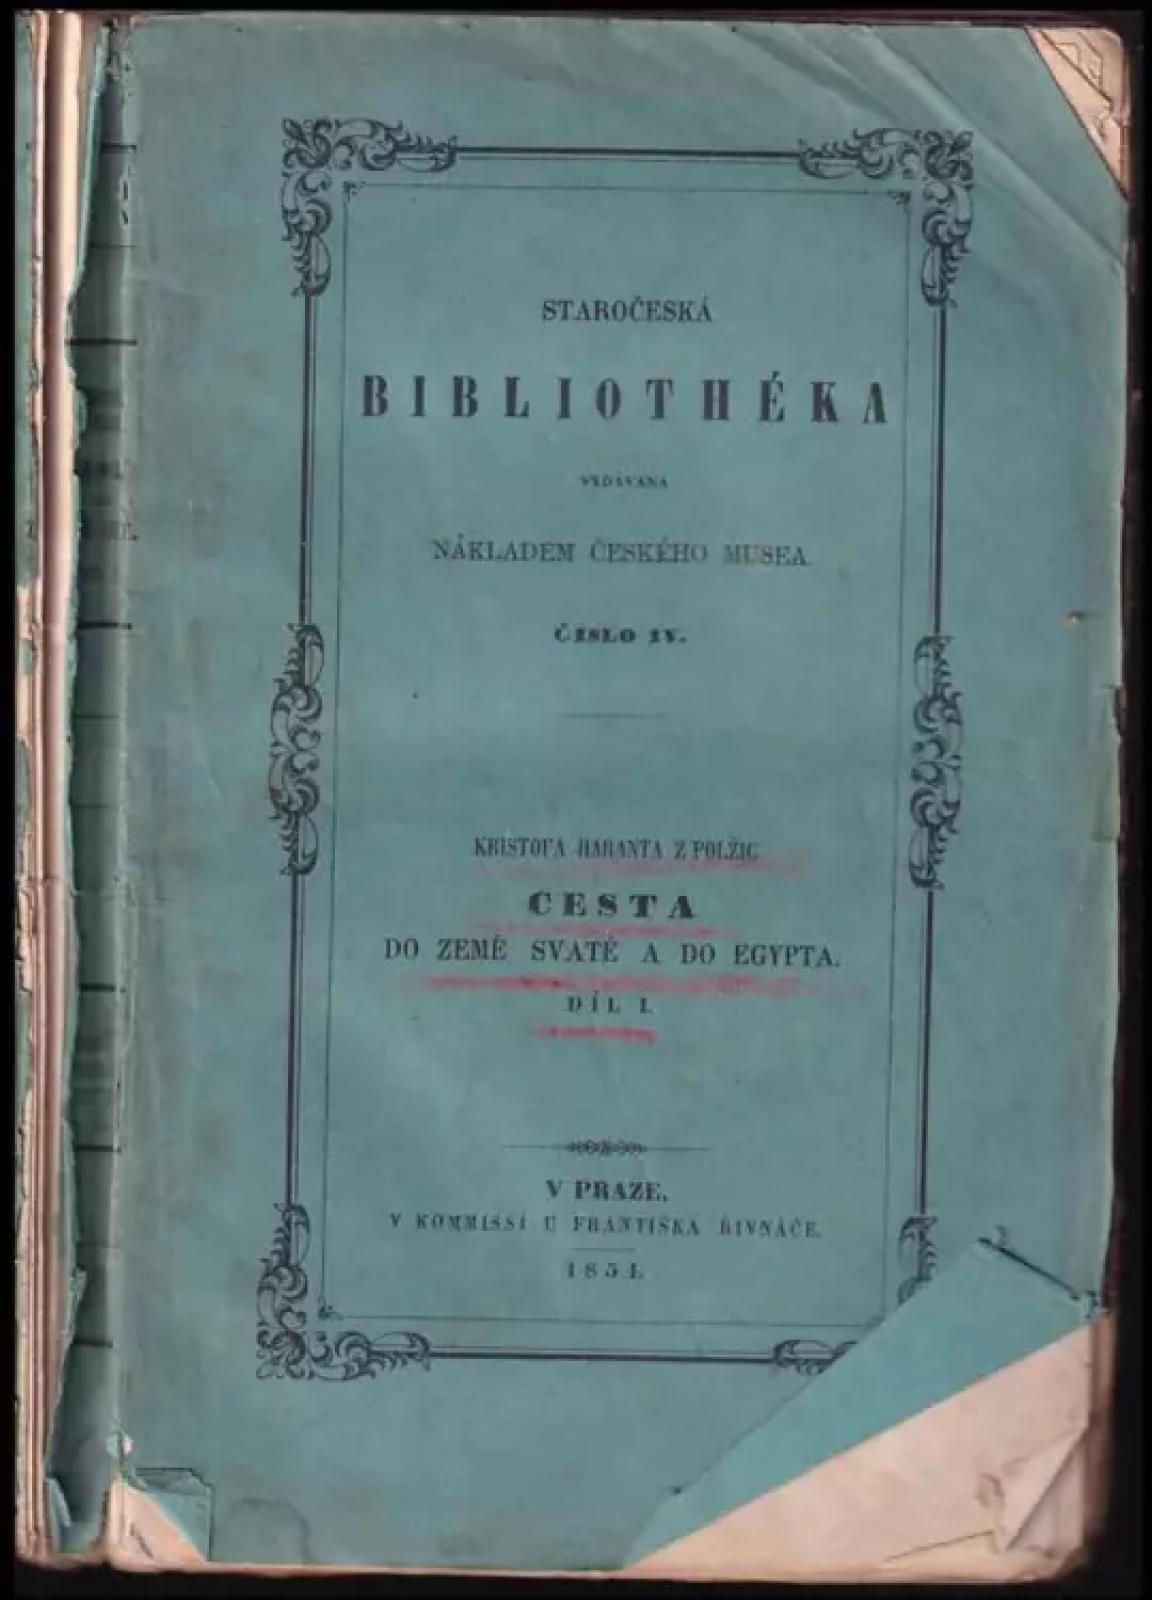 STAROČESKÁ
BIBLIOTHÉKA
VYDÁVANA
NÁKLADEM ČESKÉHO MUSEA.
ČÍSLO IV.
KRISTOFA HARANTA Z POLŽIC
CESTA
DO ZEMĚ SVATÉ A DO EGYPTA.
DÍL I.
V PRAZE.
V KOMMISSÍ U FRANTIŠKA ŘIVNÁČE.
1854.